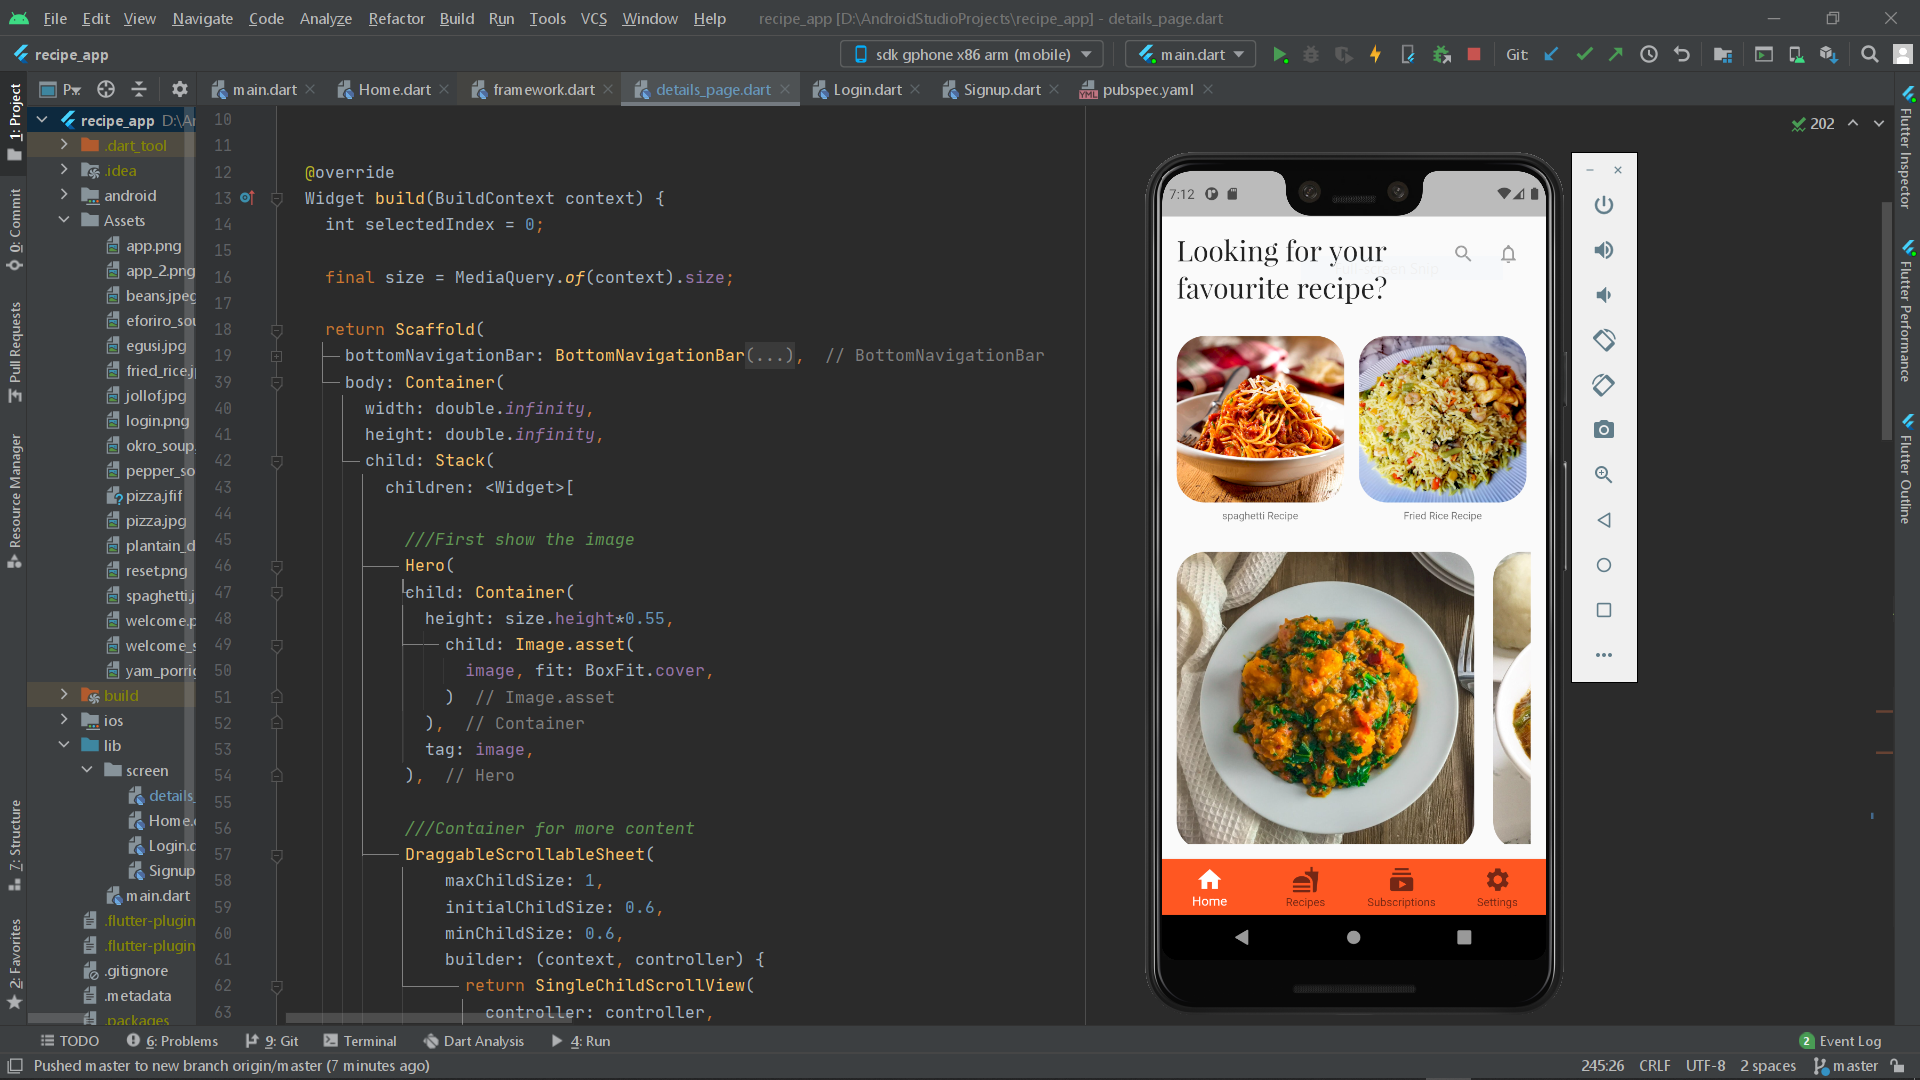 File Edit View Navigate Code Analyze Refactor Build Run Tools VCS Window Help recipe_app [D:\AndroidStudioProjects\recipe_app] - details_page.dart
recipe_app
sdk gphone x86 arm (mobile)
main.dart
Git:
P
main.dart
Home.dart
framework.dart
details_page.dart
Login.dart
Signup.dart
pubspec.yaml
1: Project
0: Commit
Pull Requests
Resource Manager
7: Structure
2: Favorites
recipe_app D:\A
.dart_tool
.idea
android
Assets
app.png
app_2.png
beans.jpeg
eforiro_so
egusi.jpg
fried_rice.j
jollof.jpg
login.png
okro_soup
pepper_so
pizza.jfif
pizza.jpg
plantain_d
reset.png
spaghetti.j
welcome.p
welcome_s
yam_porri
build
ios
lib
screen
details_
Home.
Login.
Signup
main.dart
.flutter-plugin
.flutter-plugin
.gitignore
.metadata
.packages
10
11
12 @override
13 Widget build(BuildContext context) {
14 int selectedIndex = 0;
15
16 final size = MediaQuery.of(context).size;
17
18 return Scaffold(
19 bottomNavigationBar: BottomNavigationBar(...), // BottomNavigationBar
39 body: Container(
40 width: double.infinity,
41 height: double.infinity,
42 child: Stack(
43 children: <Widget>[
44
45 ///First show the image
46 Hero(
47 child: Container(
48 height: size.height*0.55,
49 child: Image.asset(
50 image, fit: BoxFit.cover,
51 ) // Image.asset
52 ), // Container
53 tag: image,
54 ), // Hero
55
56 ///Container for more content
57 DraggableScrollableSheet(
58 maxChildSize: 1,
59 initialChildSize: 0.6,
60 minChildSize: 0.6,
61 builder: (context, controller) {
62 return SingleChildScrollView(
63 controller: controller,
202
7:12
Looking for your
favourite recipe?
spaghetti Recipe
Fried Rice Recipe
Home
Recipes
Subscriptions
Settings
Flutter Inspector
Flutter Performance
Flutter Outline
TODO 6: Problems 9: Git Terminal Dart Analysis 4: Run
2 Event Log
Pushed master to new branch origin/master (7 minutes ago)
245:26 CRLF UTF-8 2 spaces master